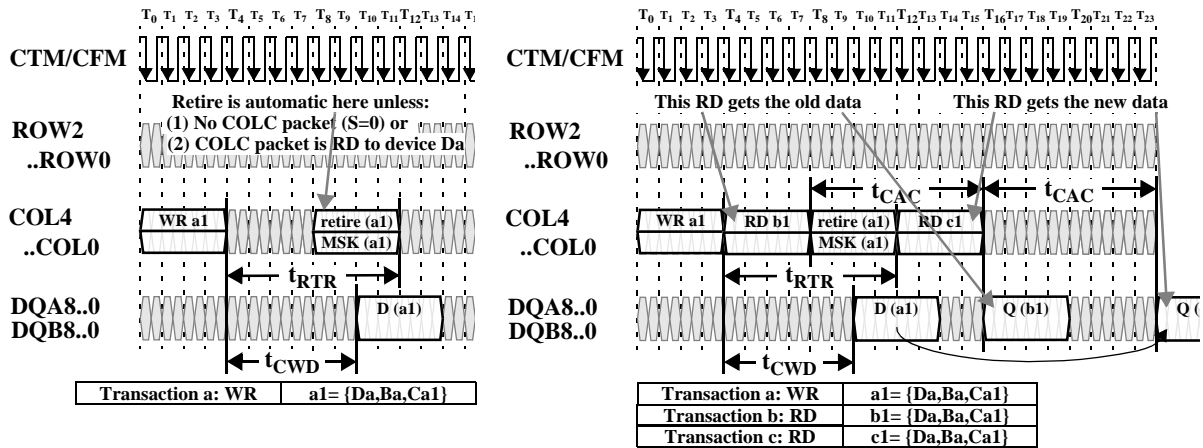 T0 T1 T2 T3 T4 T5 T6 T7 T8 T9 T10 T11 T12 T13 T14
CTM/CFM
Retire is automatic here unless:
(1) No COLC packet (S=0) or
(2) COLC packet is RD to device Da
ROW2
..ROW0
COL4
..COL0
WR a1
retire (a1)
MSK (a1)
tRTR
DQA8..0
DQB8..0
D (a1)
tCWD
Transaction a: WR a1= {Da,Ba,Ca1}
T0 T1 T2 T3 T4 T5 T6 T7 T8 T9 T10 T11 T12 T13 T14 T15 T16 T17 T18 T19 T20 T21 T22 T23
CTM/CFM
This RD gets the old data
This RD gets the new data
ROW2
..ROW0
tCAC
tCAC
COL4
..COL0
WR a1
RD b1
retire (a1)
MSK (a1)
RD c1
tRTR
DQA8..0
DQB8..0
D (a1)
Q (b1)
Q (
tCWD
Transaction a: WR a1= {Da,Ba,Ca1}
Transaction b: RD b1= {Da,Ba,Ca1}
Transaction c: RD c1= {Da,Ba,Ca1}